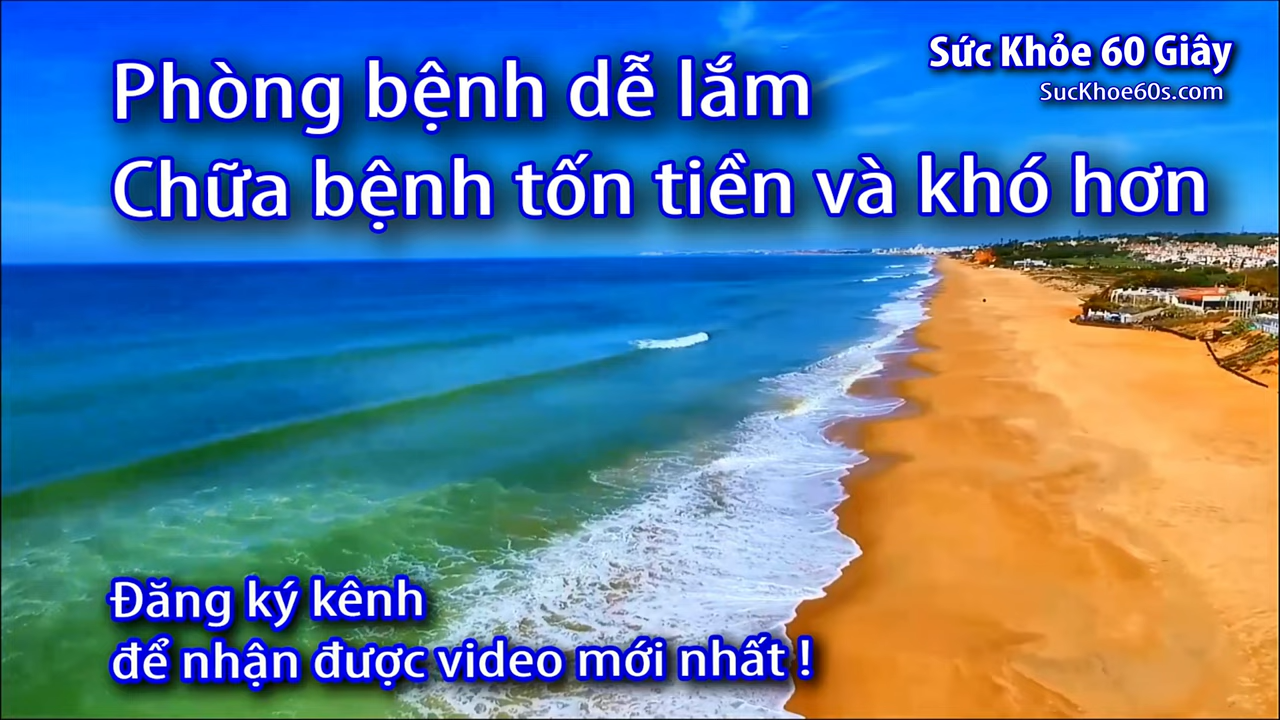 Sức Khỏe 60 Giây
SucKhoe60s.com
Phòng bệnh dễ lắm
Chữa bệnh tốn tiền và khó hơn
Đăng ký kênh
để nhận được video mới nhất !